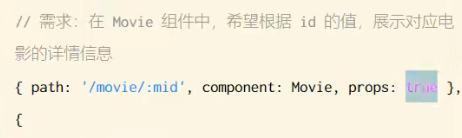 // 需求：在 Movie 组件中，希望根据 id 的值，展示对应电
影的详情信息
{ path: '/movie/:mid', component: Movie, props: true },
{